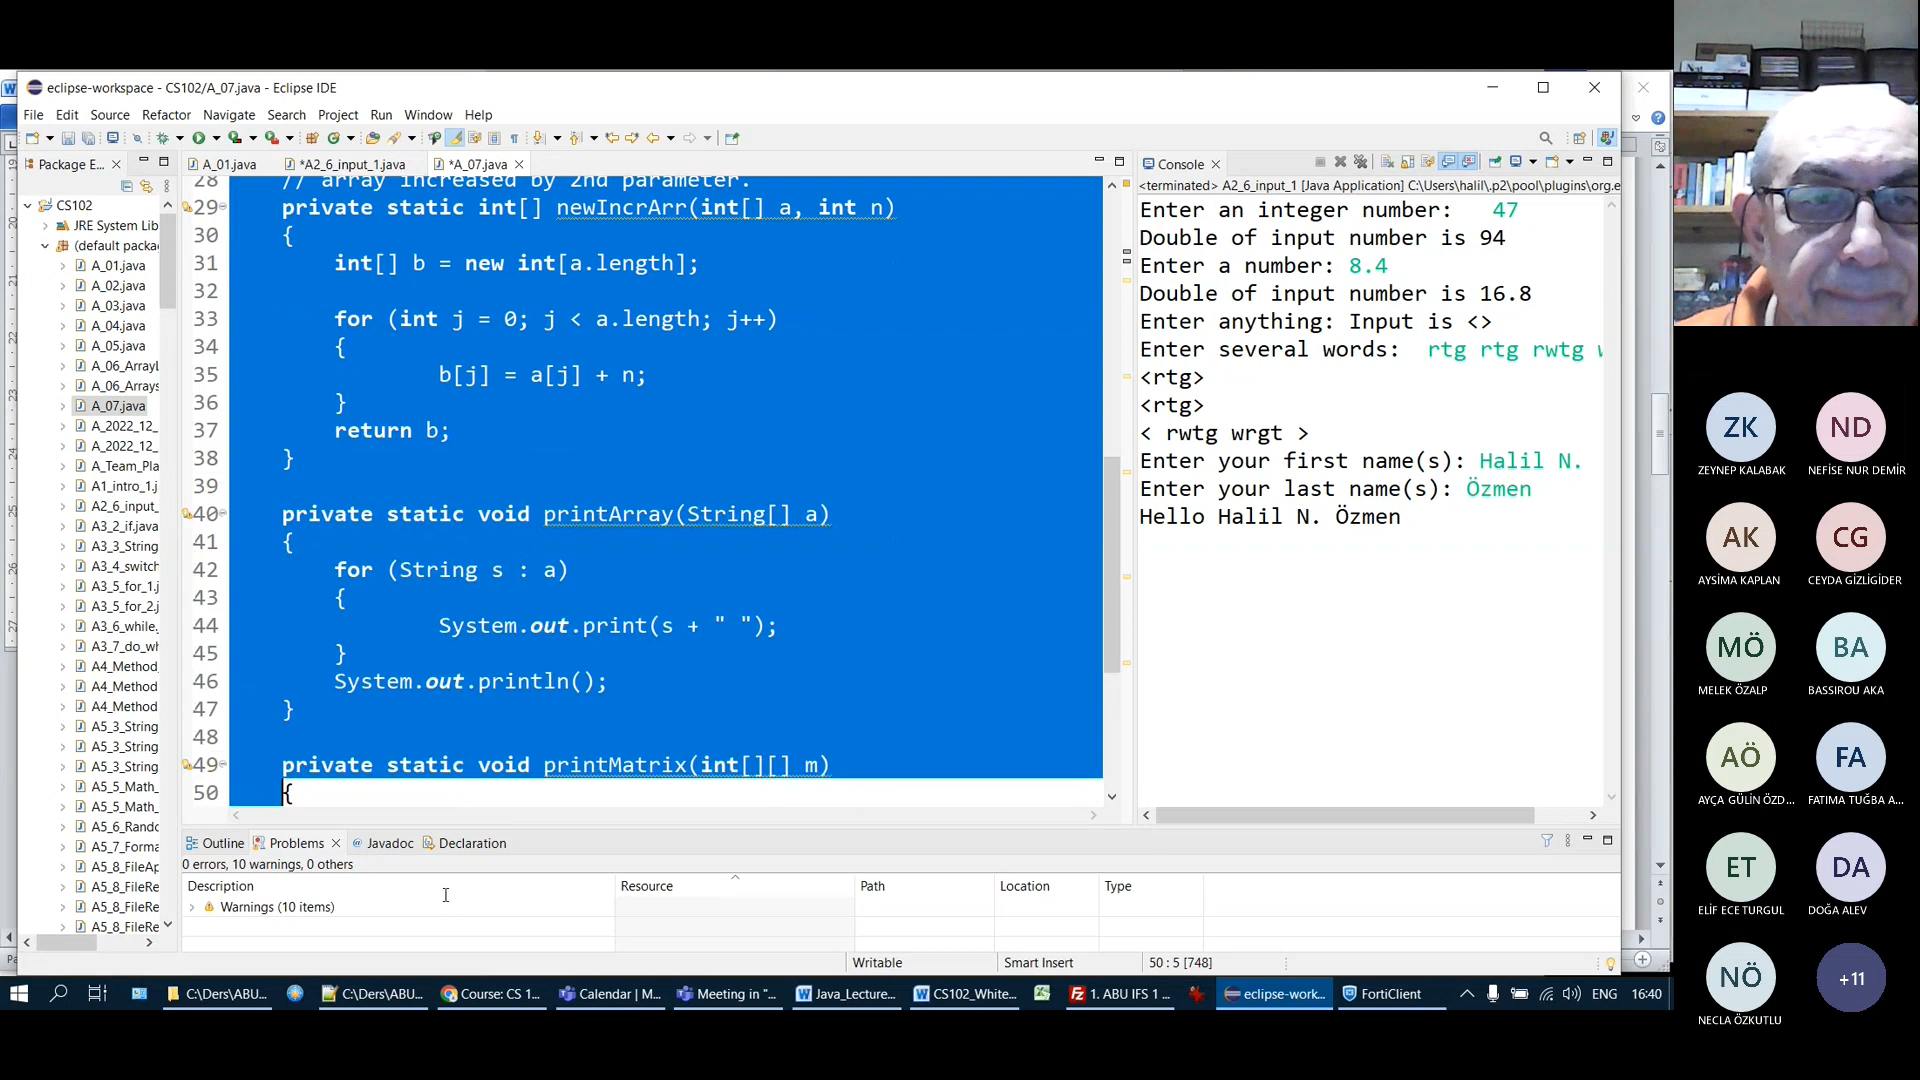 eclipse-workspace - CS102/A_07.java - Eclipse IDE
File Edit Source Refactor Navigate Search Project Run Window Help
Package E...
A_01.java
*A2_6_input_1.java
*A_07.java
CS102
JRE System Lib
(default packa
A_01.java
A_02.java
A_03.java
A_04.java
A_05.java
A_06_ArrayL
A_06_Arrays
A_07.java
A_2022_12_
A_2022_12_
A_Team_Pla
A1_intro_1.j
A2_6_input_
A3_2_if.java
A3_3_String
A3_4_switch
A3_5_for_1.j
A3_5_for_2.j
A3_6_while.
A3_7_do_wh
A4_Method_
A4_Method
A4_Method
A5_3_String
A5_3_String
A5_3_String
A5_5_Math_
A5_5_Math_
A5_6_Rando
A5_7_Forma
A5_8_FileAp
A5_8_FileRe
A5_8_FileRe
A5_8_FileRe
28 // array increased by 2nd parameter.
29 private static int[] newIncrArr(int[] a, int n)
30 {
31 int[] b = new int[a.length];
32
33 for (int j = 0; j < a.length; j++)
34 {
35 b[j] = a[j] + n;
36 }
37 return b;
38 }
39
40 private static void printArray(String[] a)
41 {
42 for (String s : a)
43 {
44 System.out.print(s + " ");
45 }
46 System.out.println();
47 }
48
49 private static void printMatrix(int[][] m)
50 {
Console
<terminated> A2_6_input_1 [Java Application] C:\Users\halil\.p2\pool\plugins\org.e
Enter an integer number: 47
Double of input number is 94
Enter a number: 8.4
Double of input number is 16.8
Enter anything: Input is <>
Enter several words: rtg rtg rwtg w
<rtg>
<rtg>
< rwtg wrgt >
Enter your first name(s): Halil N.
Enter your last name(s): Özmen
Hello Halil N. Özmen
Outline Problems @ Javadoc Declaration
0 errors, 10 warnings, 0 others
Description Resource Path Location Type
Warnings (10 items)
Writable Smart Insert 50 : 5 [748]
C:\Ders\ABU... C:\Ders\ABU... Course: CS 1... Calendar | M... Meeting in "... Java_Lecture... CS102_White... 1. ABU IFS 1 ... eclipse-work... FortiClient ENG 16:40
ZK ND
ZEYNEP KALABAK NEFİSE NUR DEMİR
AK CG
AYSİMA KAPLAN CEYDA GİZLİGİDER
MÖ BA
MELEK ÖZALP BASSIROU AKA
AÖ FA
AYÇA GÜLİN ÖZD... FATIMA TUĞBA A...
ET DA
ELİF ECE TURGUL DOĞA ALEV
NÖ +11
NECLA ÖZKUTLU